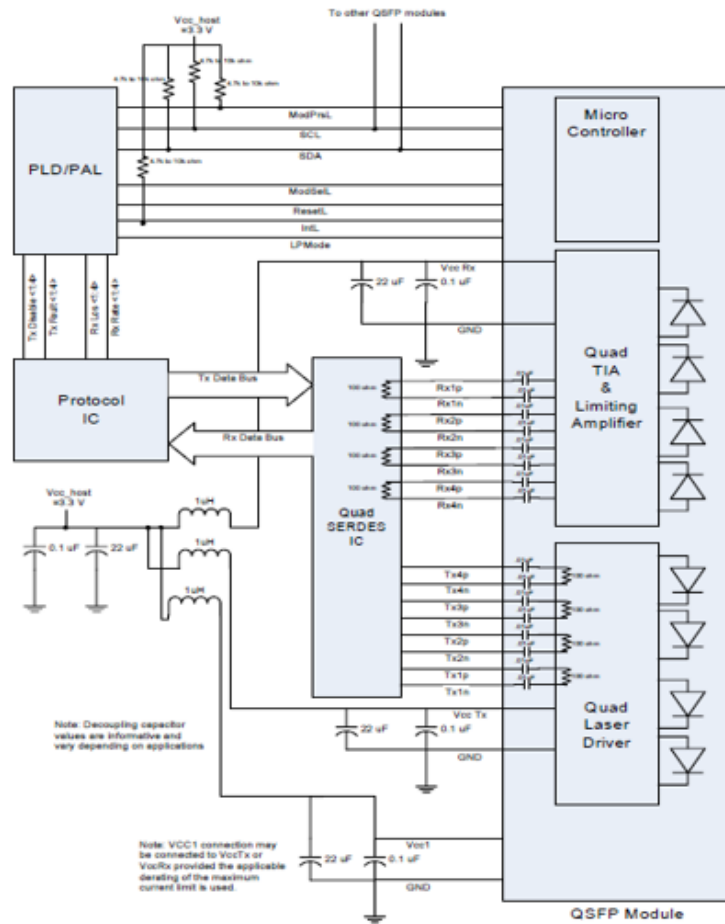 To other QSFP modules
Vcc_host
+3.3 V
4.7k to 10k ohm
4.7k to 10k ohm
4.7k to 10k ohm
4.7k to 10k ohm
PLD/PAL
ModPrsL
SCL
SDA
ModSelL
ResetL
IntL
LPMode
Micro
Controller
Tx Disable <1:4>
Tx Fault <1:4>
Rx Los <1:4>
Rx Rate <1:4>
Vcc Rx
22 uF
0.1 uF
GND
Quad
TIA
&
Limiting
Amplifier
Protocol
IC
Tx Data Bus
Rx Data Bus
100 ohm
100 ohm
100 ohm
100 ohm
Rx1p
Rx1n
Rx2p
Rx2n
Rx3p
Rx3n
Rx4p
Rx4n
Quad
SERDES
IC
Vcc_host
+3.3 V
0.1 uF
22 uF
1uH
1uH
1uH
Tx4p
Tx4n
Tx3p
Tx3n
Tx2p
Tx2n
Tx1p
Tx1n
100 ohm
100 ohm
100 ohm
100 ohm
Quad
Laser
Driver
Vcc Tx
22 uF
0.1 uF
GND
Note: Decoupling capacitor
values are informative and
vary depending on applications
Note: VCC1 connection may
be connected to VccTx or
VccRx provided the applicable
derating of the maximum
current limit is used.
22 uF
0.1 uF
Vcc1
GND
QSFP Module